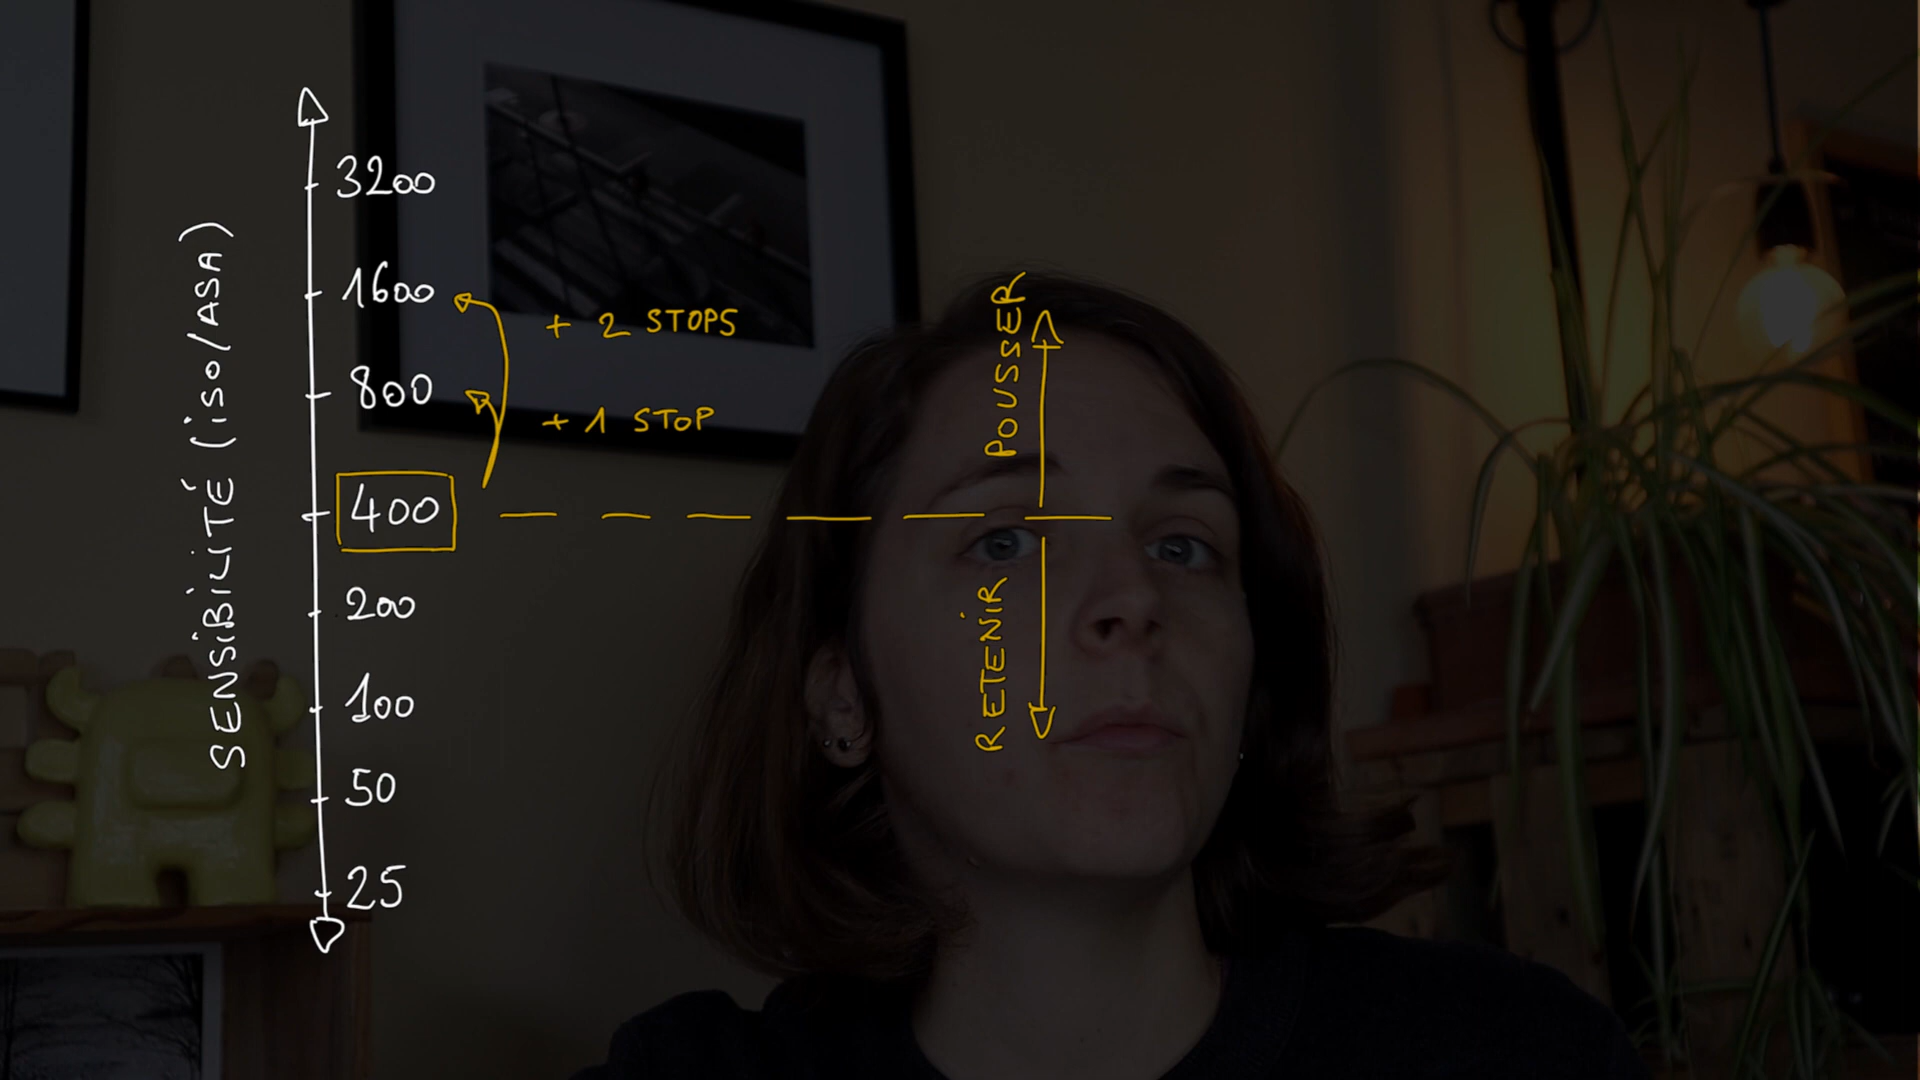 SENSIBILITÉ (ISO/ASA)
3200
1600
+ 2 STOPS
800
+ 1 STOP
400
200
100
50
25
POUSSER
RETENIR